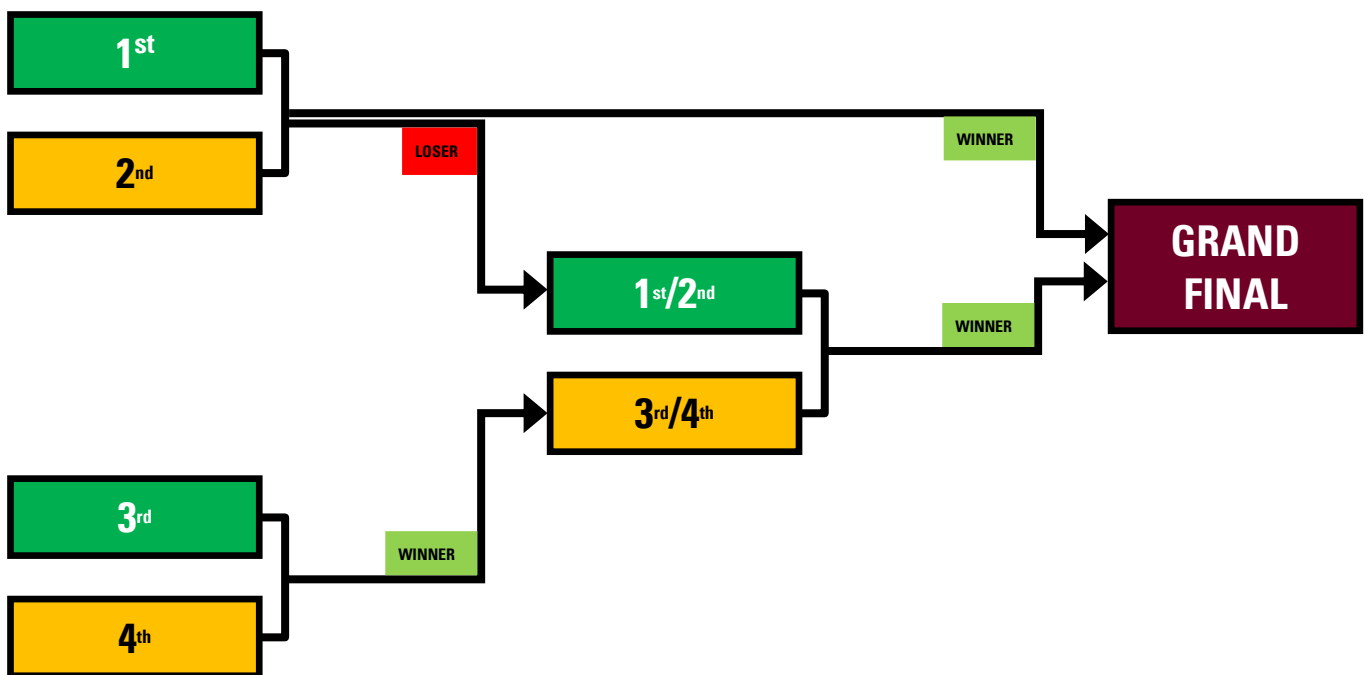 1st
2nd
LOSER
WINNER
GRAND
FINAL
1st/2nd
WINNER
3rd/4th
3rd
WINNER
4th